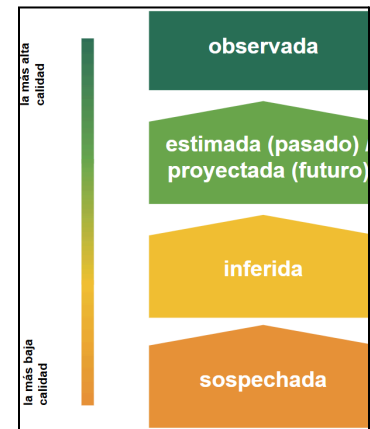 la más alta
calidad
observada
estimada (pasado) /
proyectada (futuro)
inferida
la más baja
calidad
sospechada